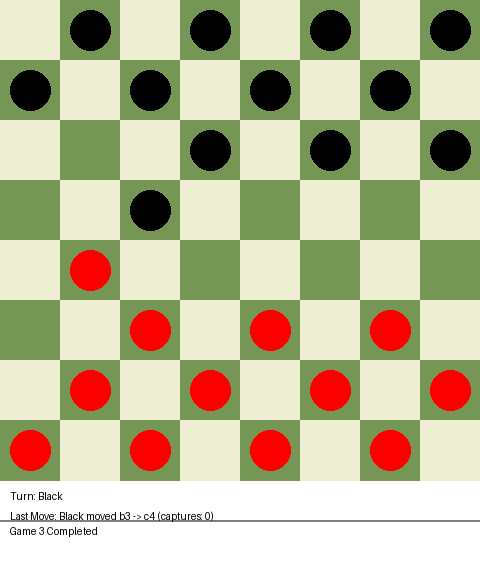 Turn: Black
Last Move: Black moved b3 -> c4 (captures: 0)
Game 3 Completed